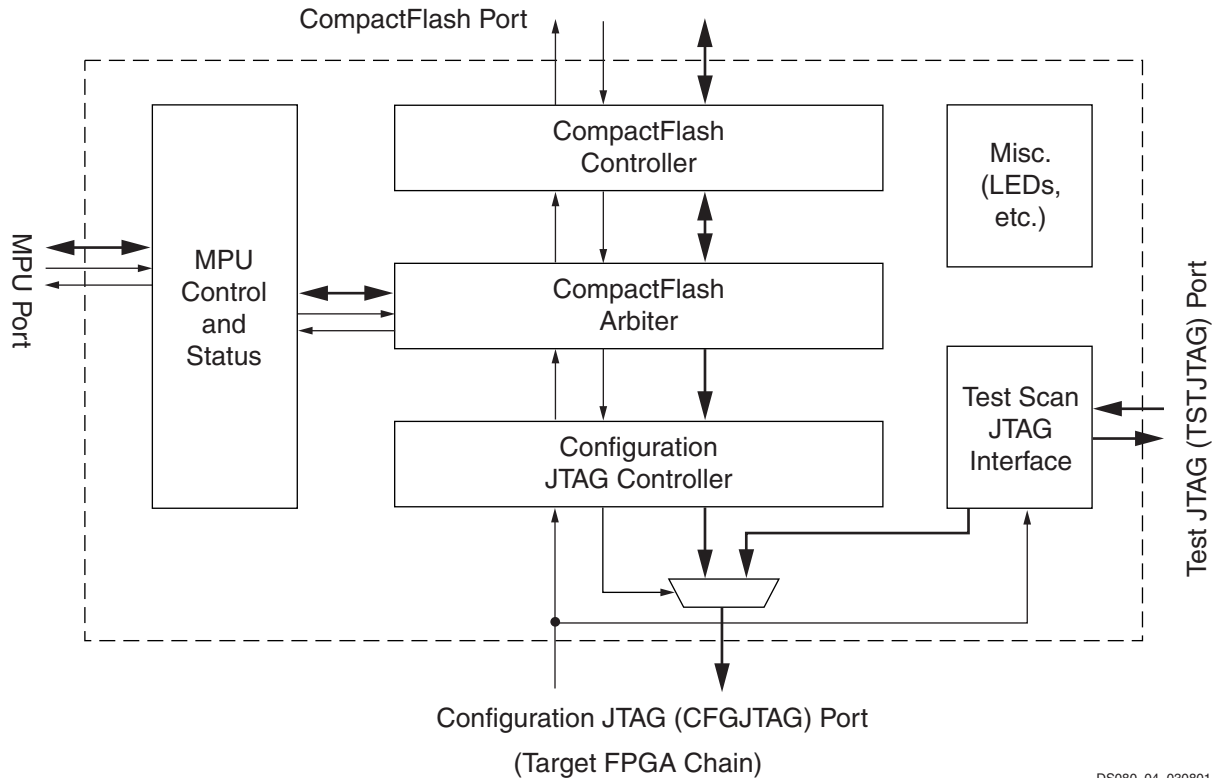 CompactFlash Port
CompactFlash
Controller
Misc.
(LEDs,
etc.)
MPU Port
MPU
Control
and
Status
CompactFlash
Arbiter
Test Scan
JTAG
Interface
Test JTAG (TSTJTAG) Port
Configuration
JTAG Controller
Configuration JTAG (CFGJTAG) Port
(Target FPGA Chain)
DS080_04_030801